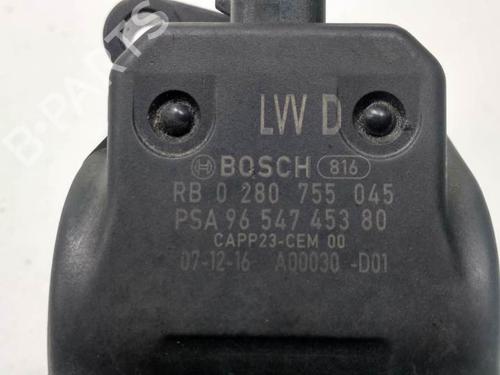 LW D
BOSCH 816
RB 0 280 755 045
PSA 96 547 453 80
CAPP23-CEM 00
07-12-16 A00030 -D01
B-PARTS